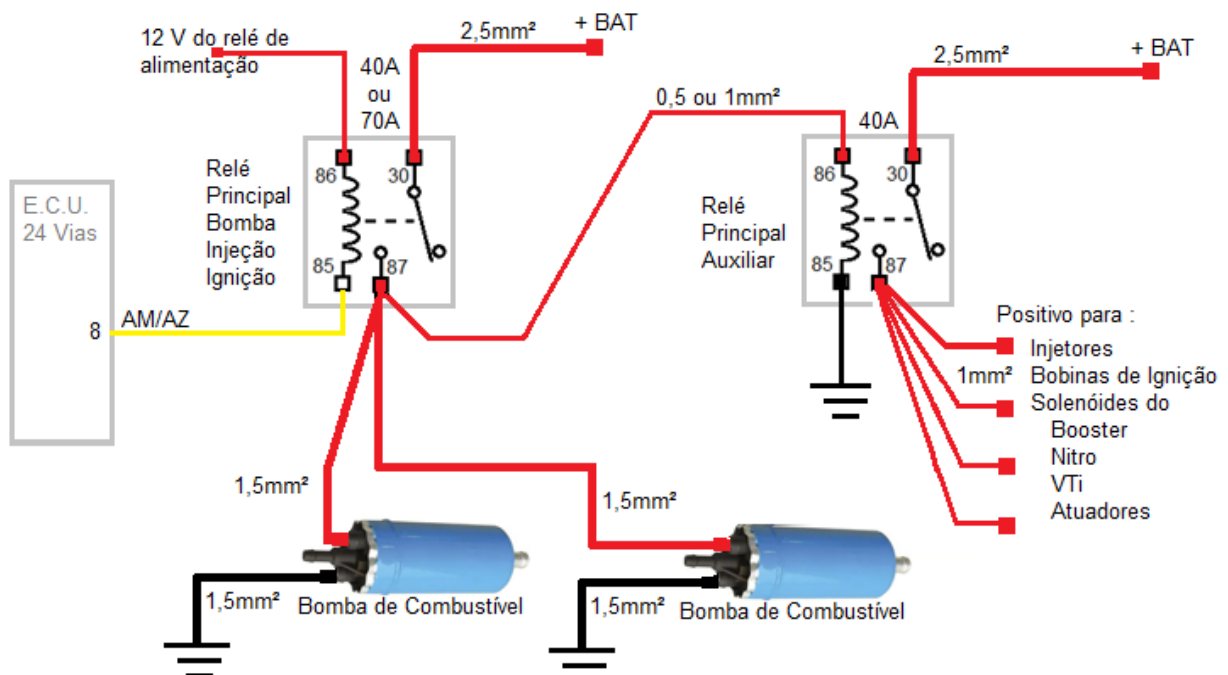 12 V do relé de
alimentação
2,5mm²
+ BAT
40A
ou
70A
86
30
85
87
Relé
Principal
Bomba
Injeção
Ignição
E.C.U.
24 Vias
8
AM/AZ
0,5 ou 1mm²
2,5mm²
+ BAT
40A
86
30
85
87
Relé
Principal
Auxiliar
Positivo para :
Injetores
1mm² Bobinas de Ignição
Solenóides do
Booster
Nitro
VTi
Atuadores
1,5mm²
1,5mm²
1,5mm²
Bomba de Combustível
1,5mm²
Bomba de Combustível